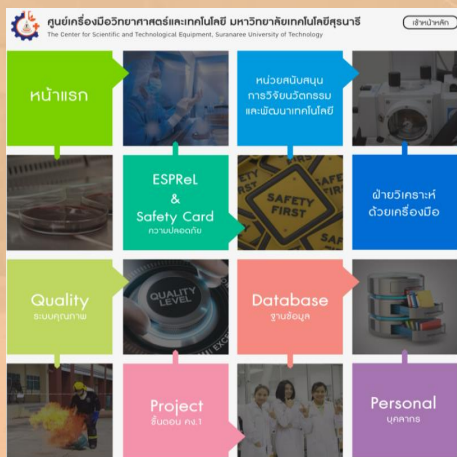 ศูนย์เครื่องมือวิทยาศาสตร์และเทคโนโลยี มหาวิทยาลัยเทคโนโลยีสุรนารี
The Center for Scientific and Technological Equipment, Suranaree University of Technology
เข้าหน้าหลัก
หน้าแรก
หน่วยสนับสนุน
การวิจัยนวัตกรรม
และพัฒนาเทคโนโลยี
ESPReL
&
Safety Card
ความปลอดภัย
SAFETY
FIRST
ฝ่ายวิเคราะห์
ด้วยเครื่องมือ
Quality
ระบบคุณภาพ
QUALITY
LEVEL
Database
ฐานข้อมูล
Project
ชั้นออน กง.1
Personal
บุคลากร